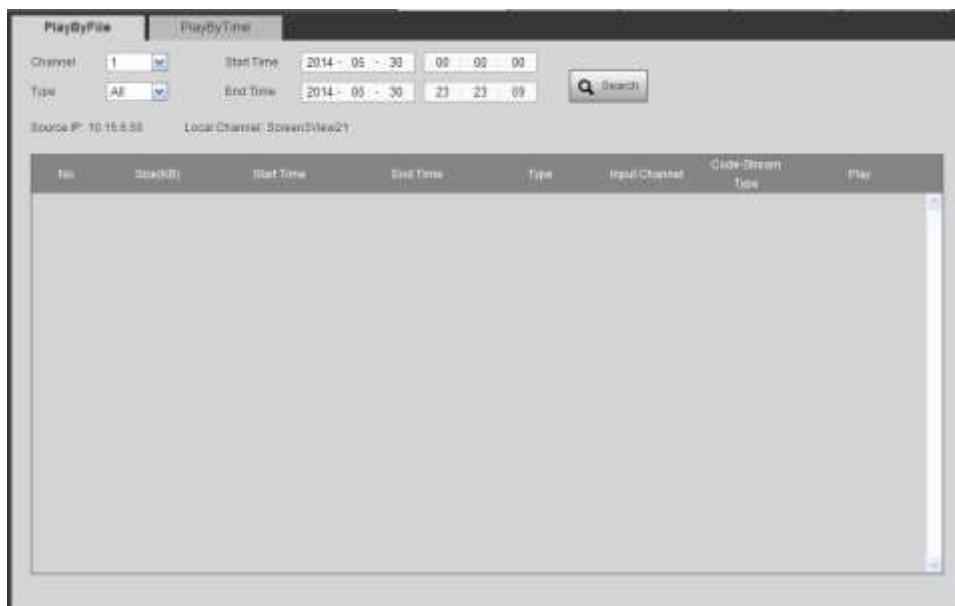 PlayByFile PlayByTime
Channel 1 Start Time 2014 - 05 - 30 00 : 00 : 00
Search
Type All End Time 2014 - 05 - 30 23 : 23 : 09
Source IP: Local Channel: Screen3View21
No. Size(KB) Start Time End Time Type Input Channel Code-Stream Type Play